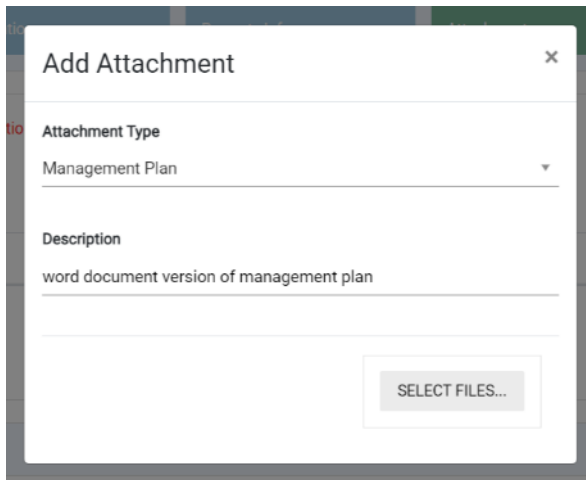 Add Attachment
×
Attachment Type
Management Plan
Description
word document version of management plan
SELECT FILES...